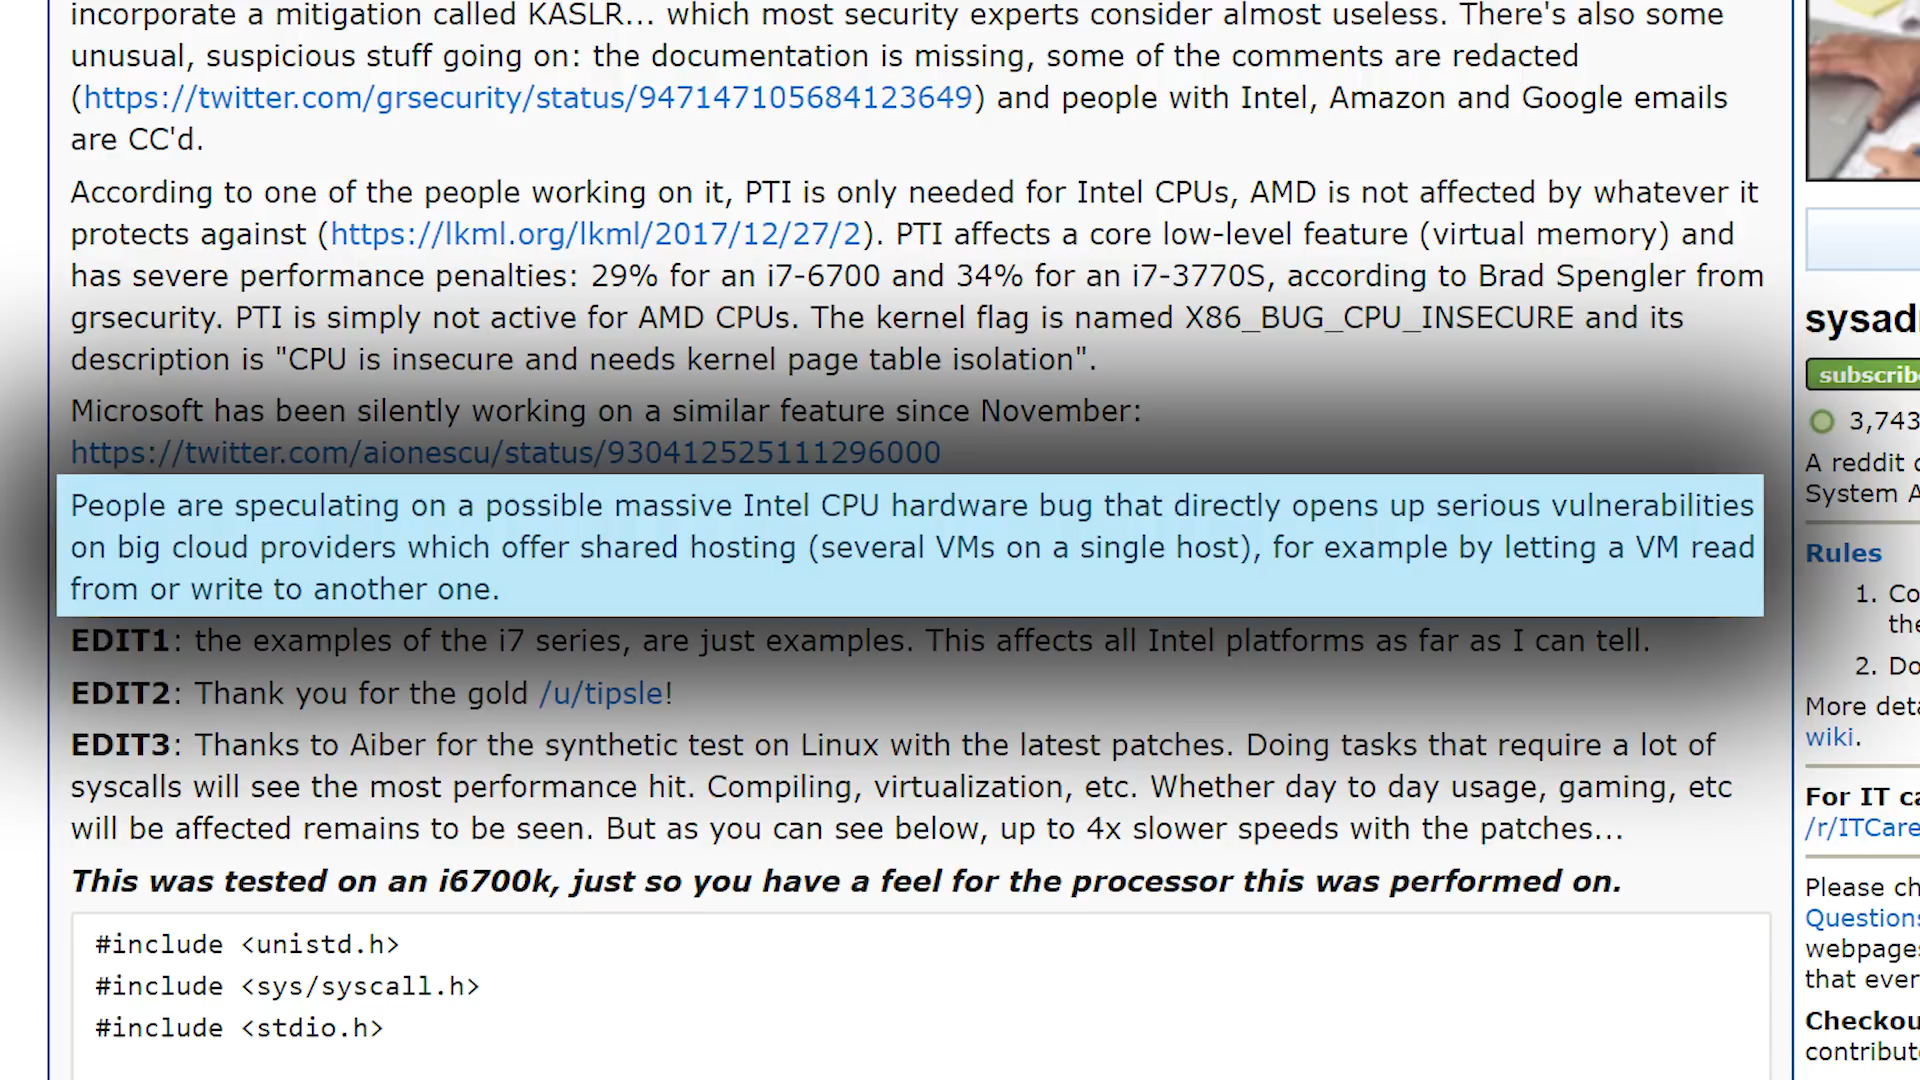 incorporate a mitigation called KASLR... which most security experts consider almost useless. There's also some
unusual, suspicious stuff going on: the documentation is missing, some of the comments are redacted
(https://twitter.com/grsecurity/status/947147105684123649) and people with Intel, Amazon and Google emails
are CC'd.
According to one of the people working on it, PTI is only needed for Intel CPUs, AMD is not affected by whatever it
protects against (https://lkml.org/lkml/2017/12/27/2). PTI affects a core low-level feature (virtual memory) and
has severe performance penalties: 29% for an i7-6700 and 34% for an i7-3770S, according to Brad Spengler from
grsecurity. PTI is simply not active for AMD CPUs. The kernel flag is named X86_BUG_CPU_INSECURE and its
description is "CPU is insecure and needs kernel page table isolation".
Microsoft has been silently working on a similar feature since November:
https://twitter.com/aionescu/status/930412525111296000
People are speculating on a possible massive Intel CPU hardware bug that directly opens up serious vulnerabilities
on big cloud providers which offer shared hosting (several VMs on a single host), for example by letting a VM read
from or write to another one.
EDIT1: the examples of the i7 series, are just examples. This affects all Intel platforms as far as I can tell.
EDIT2: Thank you for the gold /u/tipsle!
EDIT3: Thanks to Aiber for the synthetic test on Linux with the latest patches. Doing tasks that require a lot of
syscalls will see the most performance hit. Compiling, virtualization, etc. Whether day to day usage, gaming, etc
will be affected remains to be seen. But as you can see below, up to 4x slower speeds with the patches...
This was tested on an i6700k, just so you have a feel for the processor this was performed on.
#include <unistd.h>
#include <sys/syscall.h>
#include <stdio.h>
sysad
subscrib
3,743
A reddit
System A
Rules
1. Co
the
2. Do
More deta
wiki.
For IT ca
/r/ITCare
Please ch
Questions
webpages
that ever
Checkou
contribut